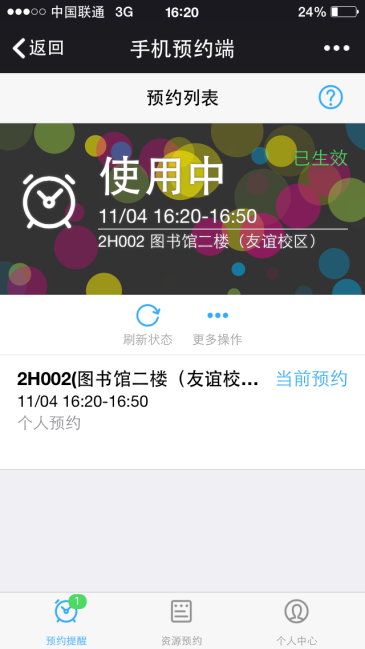 中国联通 3G 16:20 24%
返回 手机预约端
预约列表 ?
已生效
使用中
11/04 16:20-16:50
2H002 图书馆二楼（友谊校区）
刷新状态 更多操作
2H002(图书馆二楼（友谊校... 当前预约
11/04 16:20-16:50
个人预约
1
预约提醒 资源预约 个人中心